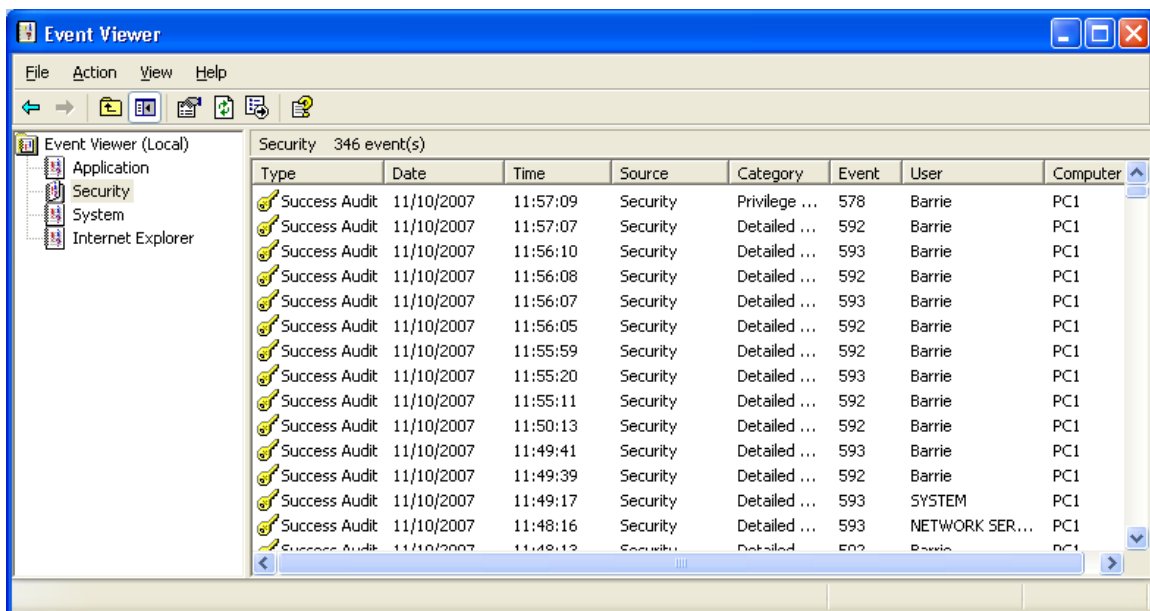 Event Viewer
File Action View Help
Event Viewer (Local)
Application
Security
System
Internet Explorer
Security 346 event(s)
Type Date Time Source Category Event User Computer
Success Audit 11/10/2007 11:57:09 Security Privilege ... 578 Barrie PC1
Success Audit 11/10/2007 11:57:07 Security Detailed ... 592 Barrie PC1
Success Audit 11/10/2007 11:56:10 Security Detailed ... 593 Barrie PC1
Success Audit 11/10/2007 11:56:08 Security Detailed ... 592 Barrie PC1
Success Audit 11/10/2007 11:56:07 Security Detailed ... 593 Barrie PC1
Success Audit 11/10/2007 11:56:05 Security Detailed ... 592 Barrie PC1
Success Audit 11/10/2007 11:55:59 Security Detailed ... 592 Barrie PC1
Success Audit 11/10/2007 11:55:20 Security Detailed ... 593 Barrie PC1
Success Audit 11/10/2007 11:55:11 Security Detailed ... 592 Barrie PC1
Success Audit 11/10/2007 11:50:13 Security Detailed ... 592 Barrie PC1
Success Audit 11/10/2007 11:49:41 Security Detailed ... 593 Barrie PC1
Success Audit 11/10/2007 11:49:39 Security Detailed ... 592 Barrie PC1
Success Audit 11/10/2007 11:49:17 Security Detailed ... 593 SYSTEM PC1
Success Audit 11/10/2007 11:48:16 Security Detailed ... 593 NETWORK SER... PC1
Success Audit 11/10/2007 Security Detailed Barrie PC1